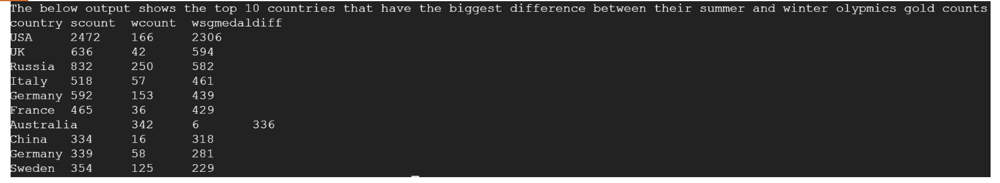 The below output shows the top 10 countries that have the biggest difference between their summer and winter olypmics gold counts
country scount wcount wsgmedaldiff
USA 2472 166 2306
UK 636 42 594
Russia 832 250 582
Italy 518 57 461
Germany 592 153 439
France 465 36 429
Australia 342 6 336
China 334 16 318
Germany 339 58 281
Sweden 354 125 229